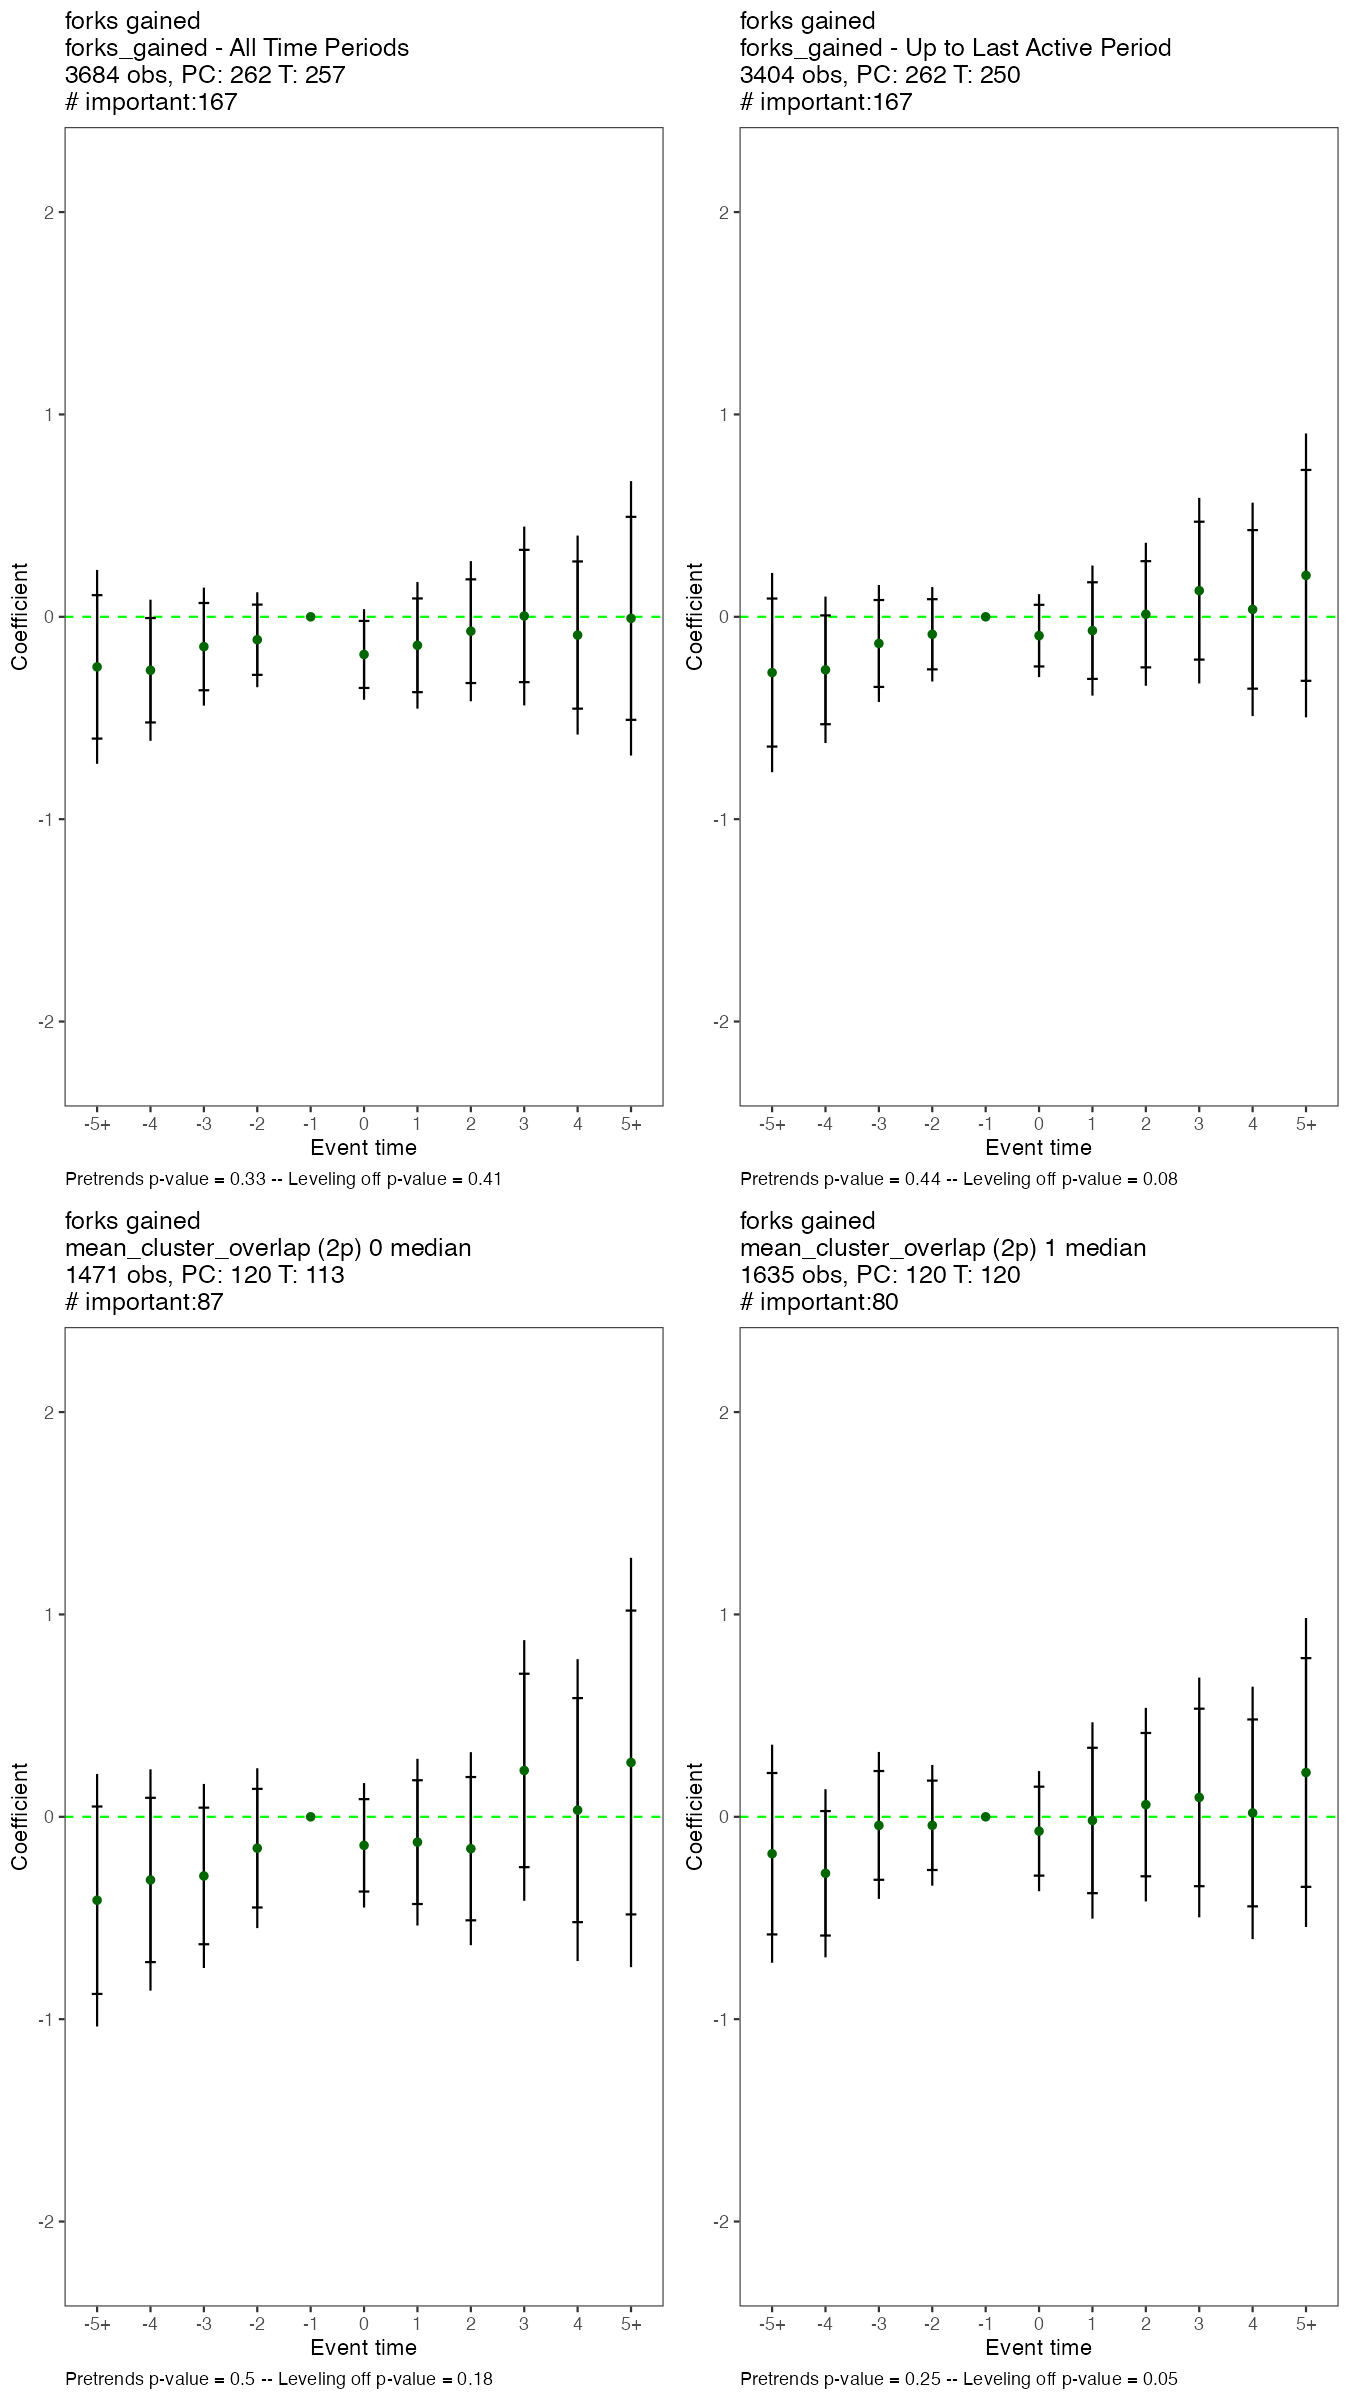 forks gained
forks_gained - All Time Periods
3684 obs, PC: 262 T: 257
# important:167
2
1
0
-1
-2
Coefficient
-5+ -4 -3 -2 -1 0 1 2 3 4 5+
Event time
Pretrends p-value = 0.33 -- Leveling off p-value = 0.41
forks gained
forks_gained - Up to Last Active Period
3404 obs, PC: 262 T: 250
# important:167
2
1
0
-1
-2
Coefficient
-5+ -4 -3 -2 -1 0 1 2 3 4 5+
Event time
Pretrends p-value = 0.44 -- Leveling off p-value = 0.08
forks gained
mean_cluster_overlap (2p) 0 median
1471 obs, PC: 120 T: 113
# important:87
2
1
0
-1
-2
Coefficient
-5+ -4 -3 -2 -1 0 1 2 3 4 5+
Event time
Pretrends p-value = 0.5 -- Leveling off p-value = 0.18
forks gained
mean_cluster_overlap (2p) 1 median
1635 obs, PC: 120 T: 120
# important:80
2
1
0
-1
-2
Coefficient
-5+ -4 -3 -2 -1 0 1 2 3 4 5+
Event time
Pretrends p-value = 0.25 -- Leveling off p-value = 0.05